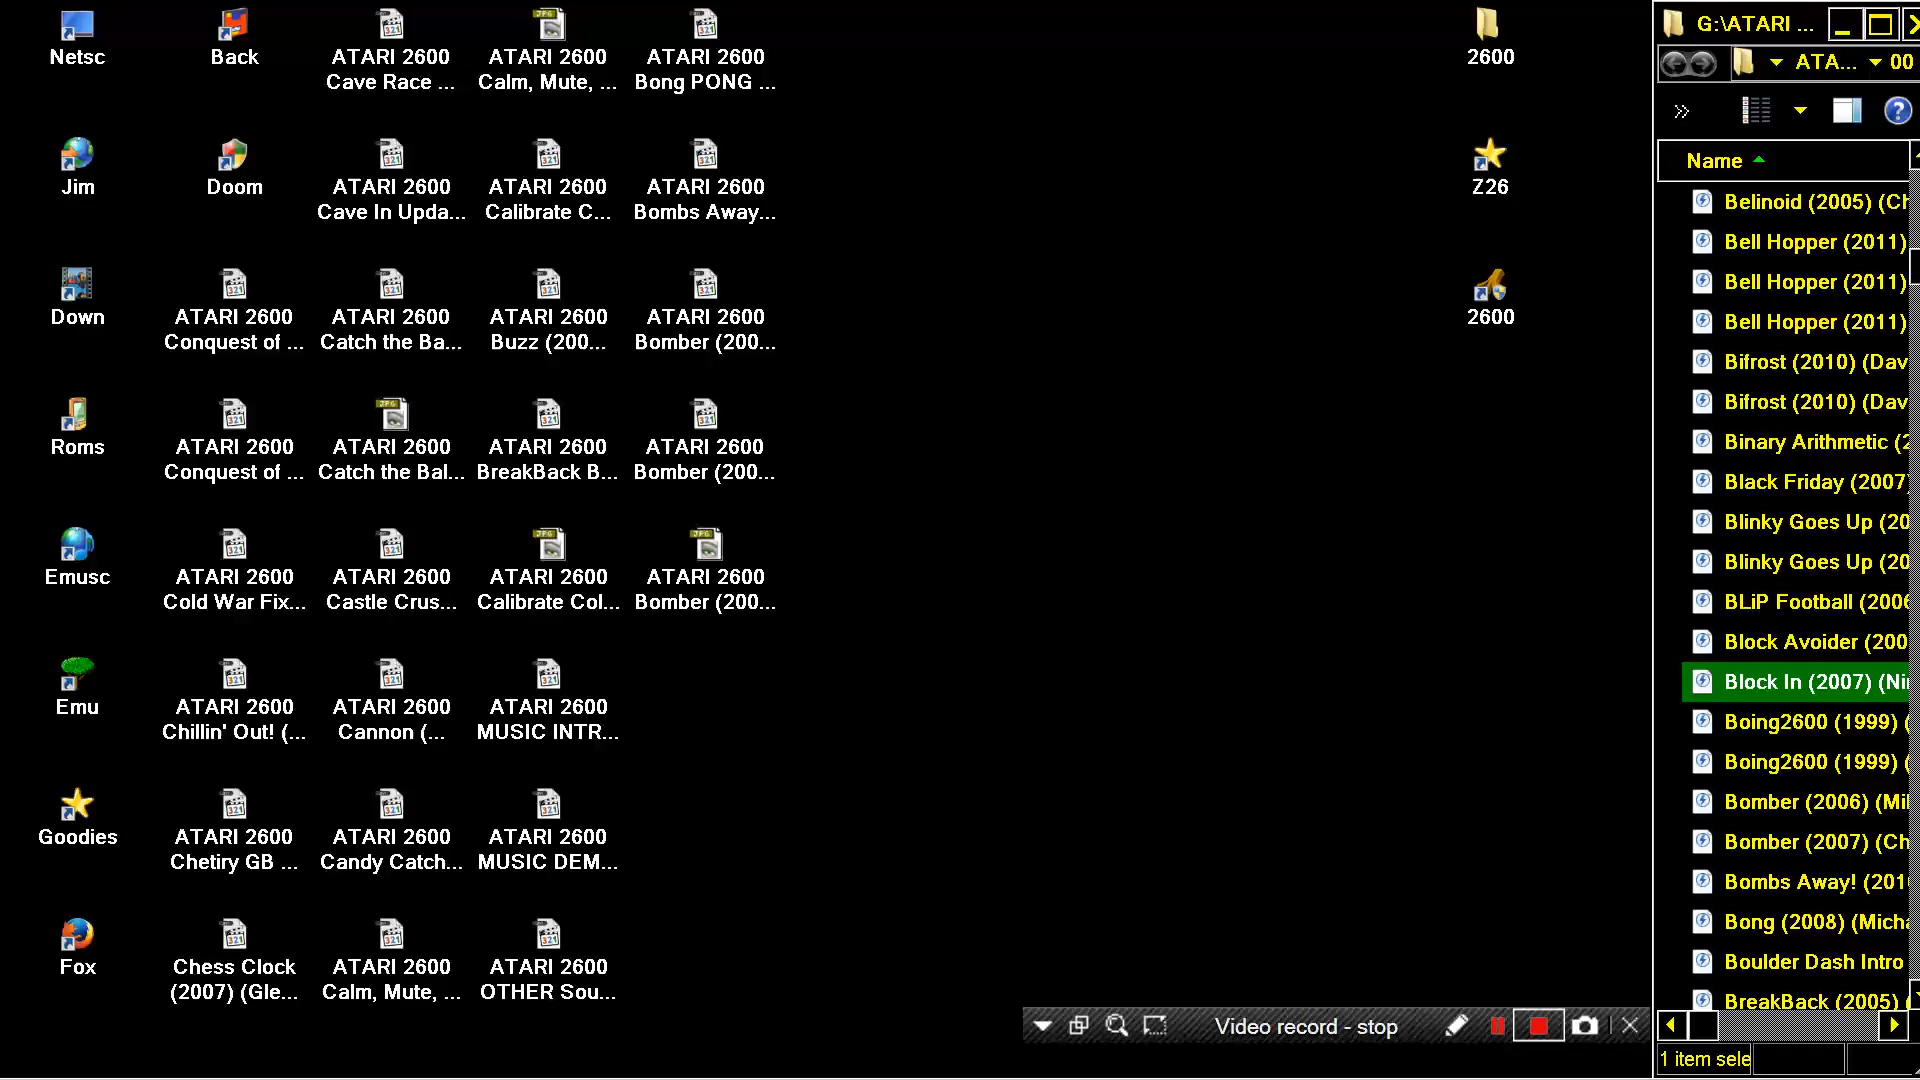 Netsc
Back
ATARI 2600
Cave Race ...
ATARI 2600
Calm, Mute, ...
ATARI 2600
Bong PONG ...
2600
Jim
Doom
ATARI 2600
Cave In Upda...
ATARI 2600
Calibrate C...
ATARI 2600
Bombs Away...
Z26
Down
ATARI 2600
Conquest of ...
ATARI 2600
Catch the Ba...
ATARI 2600
Buzz (200...
ATARI 2600
Bomber (200...
2600
Roms
ATARI 2600
Conquest of ...
ATARI 2600
Catch the Bal...
ATARI 2600
BreakBack B...
ATARI 2600
Bomber (200...
Emusc
ATARI 2600
Cold War Fix...
ATARI 2600
Castle Crus...
ATARI 2600
Calibrate Col...
ATARI 2600
Bomber (200...
Emu
ATARI 2600
Chillin' Out! (...
ATARI 2600
Cannon (...
ATARI 2600
MUSIC INTR...
Goodies
ATARI 2600
Chetiry GB ...
ATARI 2600
Candy Catch...
ATARI 2600
MUSIC DEM...
Fox
Chess Clock
(2007) (Gle...
ATARI 2600
Calm, Mute, ...
ATARI 2600
OTHER Sou...
Video record - stop
G:\ATARI ...
ATA... 00
Name
Belinoid (2005) (Ch
Bell Hopper (2011)
Bell Hopper (2011)
Bell Hopper (2011)
Bifrost (2010) (Dav
Bifrost (2010) (Dav
Binary Arithmetic (2
Black Friday (2007)
Blinky Goes Up (20
Blinky Goes Up (20
BLiP Football (2006
Block Avoider (200
Block In (2007) (Nin
Boing2600 (1999) (
Boing2600 (1999) (
Bomber (2006) (Mil
Bomber (2007) (Ch
Bombs Away! (2010
Bong (2008) (Micha
Boulder Dash Intro
BreakBack (2005) (
1 item sele